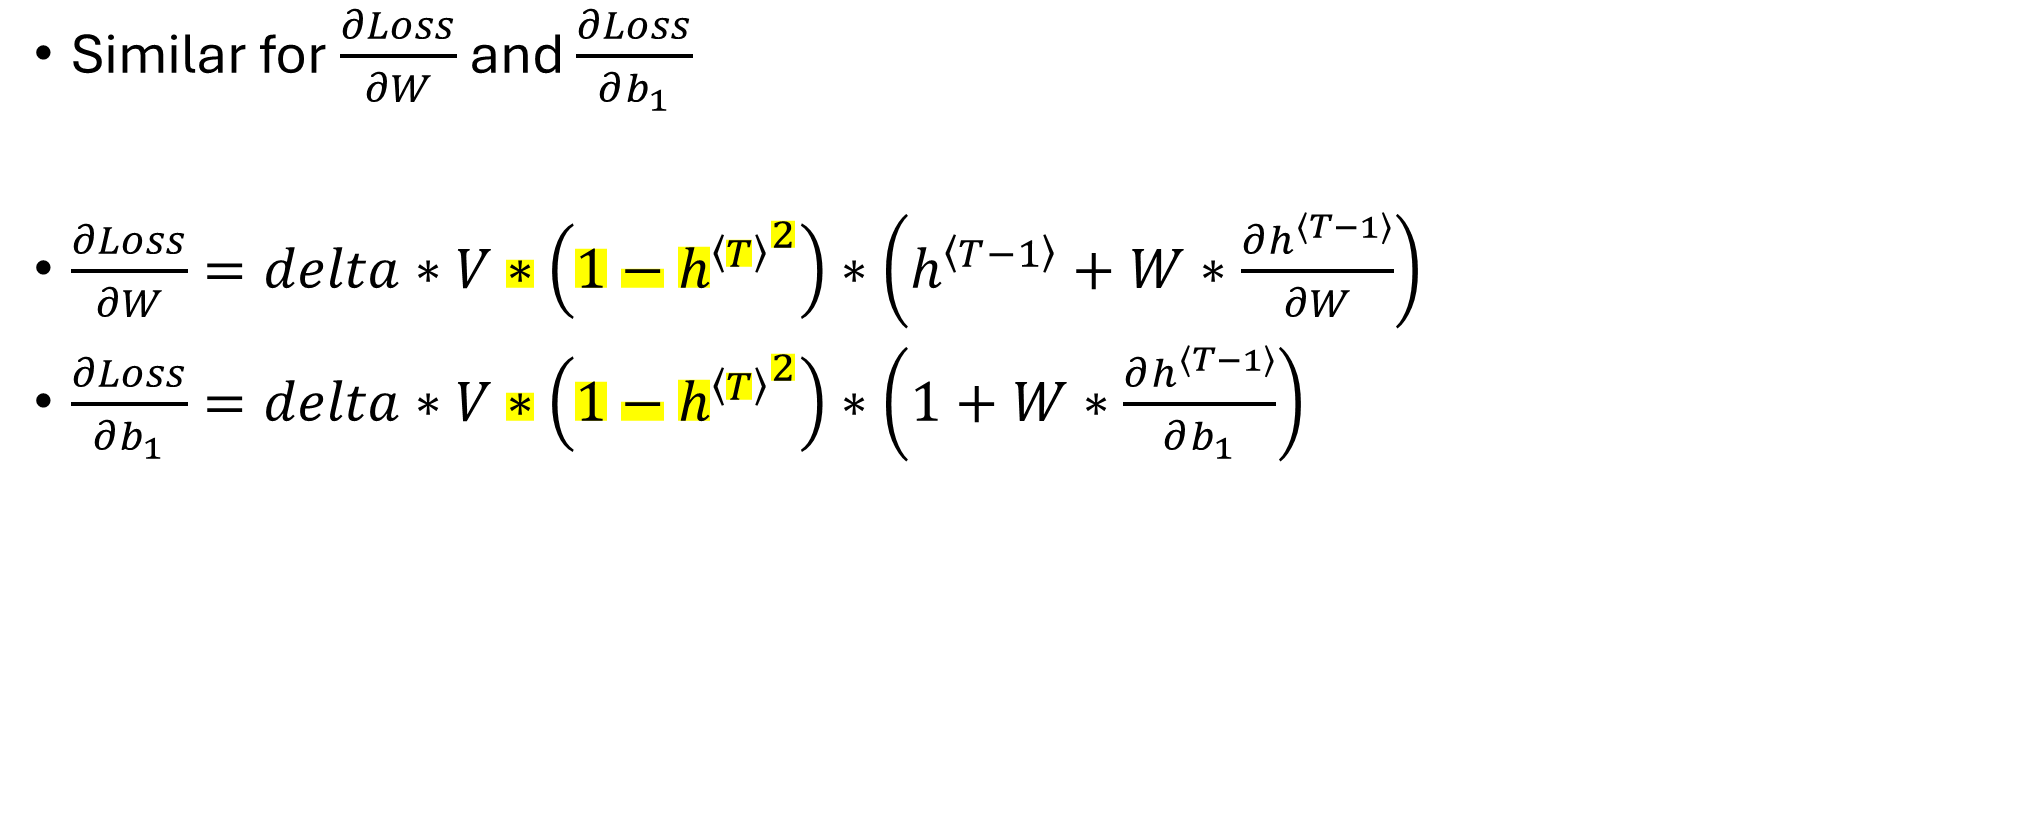 • Similar for ∂Loss/∂W and ∂Loss/∂b₁
• ∂Loss/∂W = delta ∗ V ∗ (1 − h^⟨T⟩²) ∗ (h^⟨T−1⟩ + W ∗ ∂h^⟨T−1⟩/∂W)
• ∂Loss/∂b₁ = delta ∗ V ∗ (1 − h^⟨T⟩²) ∗ (1 + W ∗ ∂h^⟨T−1⟩/∂b₁)